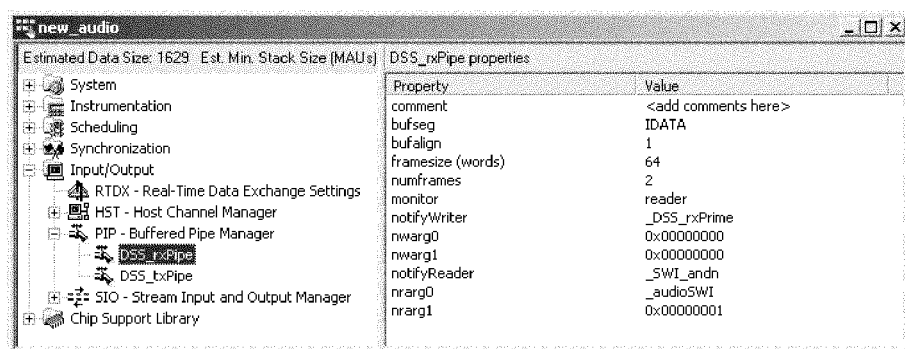 new_audio
Estimated Data Size: 1629 Est. Min. Stack Size (MAUs)
System
Instrumentation
Scheduling
Synchronization
Input/Output
RTDX - Real-Time Data Exchange Settings
HST - Host Channel Manager
PIP - Buffered Pipe Manager
DSS_rxPipe
DSS_txPipe
SIO - Stream Input and Output Manager
Chip Support Library
DSS_rxPipe properties
Property Value
comment <add comments here>
bufseg IDATA
bufalign 1
framesize (words) 64
numframes 2
monitor reader
notifyWriter _DSS_rxPrime
nwarg0 0x00000000
nwarg1 0x00000000
notifyReader _SWI_andn
nrarg0 _audioSWI
nrarg1 0x00000001